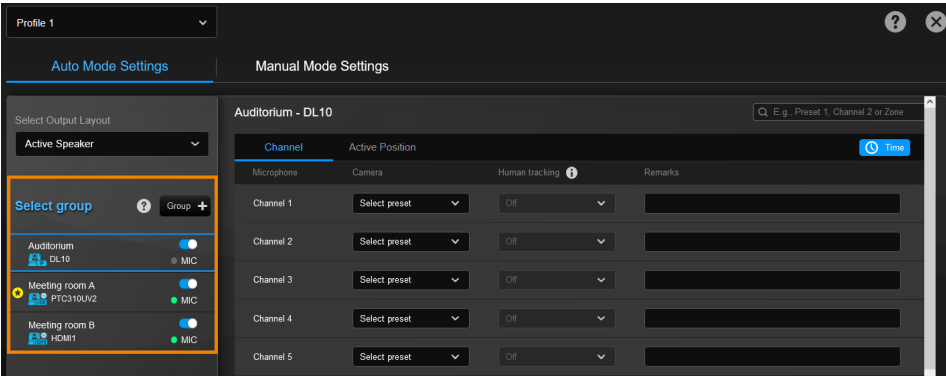 Profile 1
Auto Mode Settings
Manual Mode Settings
Select Output Layout
Active Speaker
Select group
Group +
Auditorium
DL10
MIC
Meeting room A
PTC310UV2
MIC
Meeting room B
HDMI1
MIC
Auditorium - DL10
E.g., Preset 1, Channel 2 or Zone
Channel Active Position
Time
Microphone Camera Human tracking Remarks
Channel 1 Select preset Off
Channel 2 Select preset Off
Channel 3 Select preset Off
Channel 4 Select preset Off
Channel 5 Select preset Off